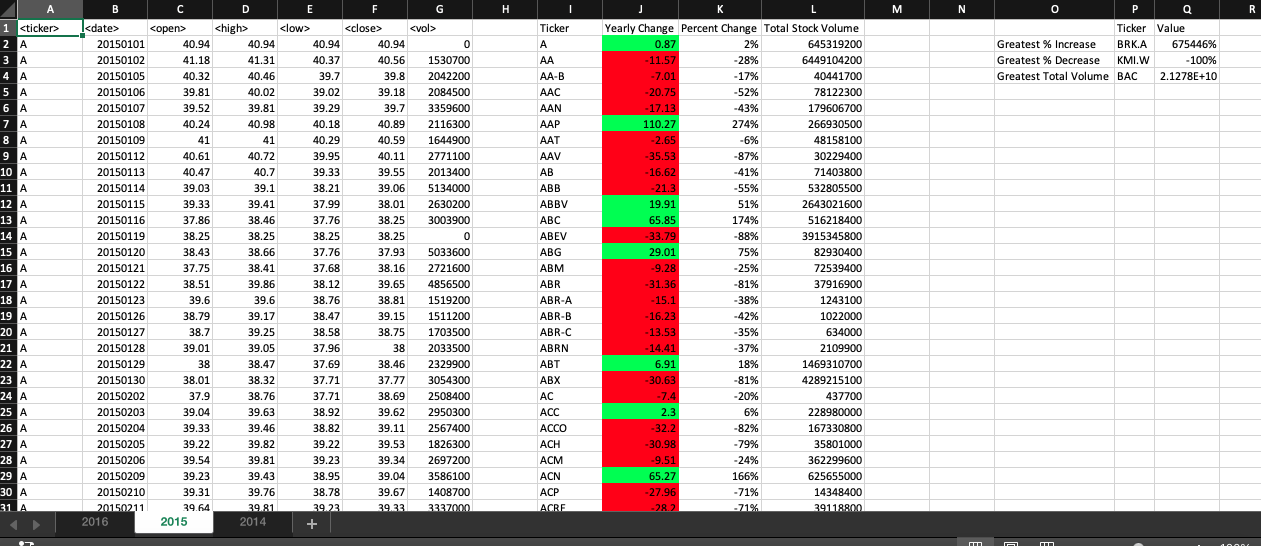 A B C D E F G H I J K L M N O P Q R
1 <ticker> <date> <open> <high> <low> <close> <vol> Ticker Yearly Change Percent Change Total Stock Volume Ticker Value
2 A 20150101 40.94 40.94 40.94 40.94 0 A 0.87 2% 645319200 Greatest % Increase BRK.A 675446%
3 A 20150102 41.18 41.31 40.37 40.56 1530700 AA -11.57 -28% 6449104200 Greatest % Decrease KMI.W -100%
4 A 20150105 40.32 40.46 39.7 39.8 2042200 AA-B -7.01 -17% 40441700 Greatest Total Volume BAC 2.1278E+10
5 A 20150106 39.81 40.02 39.02 39.18 2084500 AAC -20.75 -52% 78122300
6 A 20150107 39.52 39.81 39.29 39.7 3359600 AAN -17.13 -43% 179606700
7 A 20150108 40.24 40.98 40.18 40.89 2116300 AAP 110.27 274% 266930500
8 A 20150109 41 41 40.29 40.59 1644900 AAT -2.65 -6% 48158100
9 A 20150112 40.61 40.72 39.95 40.11 2771100 AAV -35.53 -87% 30229400
10 A 20150113 40.47 40.7 39.33 39.55 2013400 AB -16.62 -41% 71403800
11 A 20150114 39.03 39.1 38.21 39.06 5134000 ABB -21.3 -55% 532805500
12 A 20150115 39.33 39.41 37.99 38.01 2630200 ABBV 19.91 51% 2643021600
13 A 20150116 37.86 38.46 37.76 38.25 3003900 ABC 65.85 174% 516218400
14 A 20150119 38.25 38.25 38.25 38.25 0 ABEV -33.79 -88% 3915345800
15 A 20150120 38.43 38.66 37.76 37.93 5033600 ABG 29.01 75% 82930400
16 A 20150121 37.75 38.41 37.68 38.16 2721600 ABM -9.28 -25% 72539400
17 A 20150122 38.51 39.86 38.12 39.65 4856500 ABR -31.36 -81% 37916900
18 A 20150123 39.6 39.6 38.76 38.81 1519200 ABR-A -15.1 -38% 1243100
19 A 20150126 38.79 39.17 38.47 39.15 1511200 ABR-B -16.23 -42% 1022000
20 A 20150127 38.7 39.25 38.58 38.75 1703500 ABR-C -13.53 -35% 634000
21 A 20150128 39.01 39.05 37.96 38 2033500 ABRN -14.41 -37% 2109900
22 A 20150129 38 38.47 37.69 38.46 2329900 ABT 6.91 18% 1469310700
23 A 20150130 38.01 38.32 37.71 37.77 3054300 ABX -30.63 -81% 4289215100
24 A 20150202 37.9 38.76 37.71 38.69 2508400 AC -7.4 -20% 437700
25 A 20150203 39.04 39.63 38.92 39.62 2950300 ACC 2.3 6% 228980000
26 A 20150204 39.33 39.46 38.82 39.11 2567400 ACCO -32.2 -82% 167330800
27 A 20150205 39.22 39.82 39.22 39.53 1826300 ACH -30.98 -79% 35801000
28 A 20150206 39.54 39.81 39.23 39.34 2697200 ACM -9.51 -24% 362299600
29 A 20150209 39.23 39.43 38.95 39.04 3586100 ACN 65.27 166% 625655000
30 A 20150210 39.31 39.76 38.78 39.67 1408700 ACP -27.96 -71% 14348400
31 A 20150211 39.64 39.81 39.23 39.33 3337000 ACRE -28.2 -71% 39118800
2016 2015 2014 +